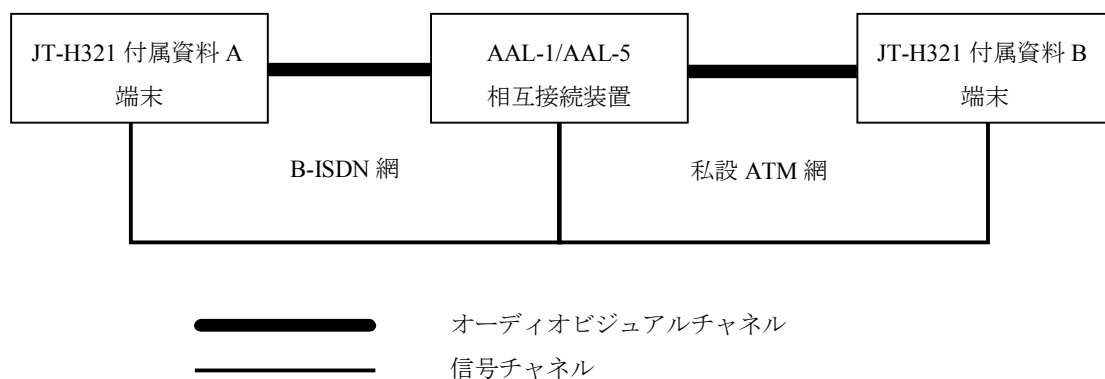 JT-H321 付属資料 A
端末
AAL-1/AAL-5
相互接続装置
JT-H321 付属資料 B
端末
B-ISDN 網
私設 ATM 網
オーディオビジュアルチャネル
信号チャネル